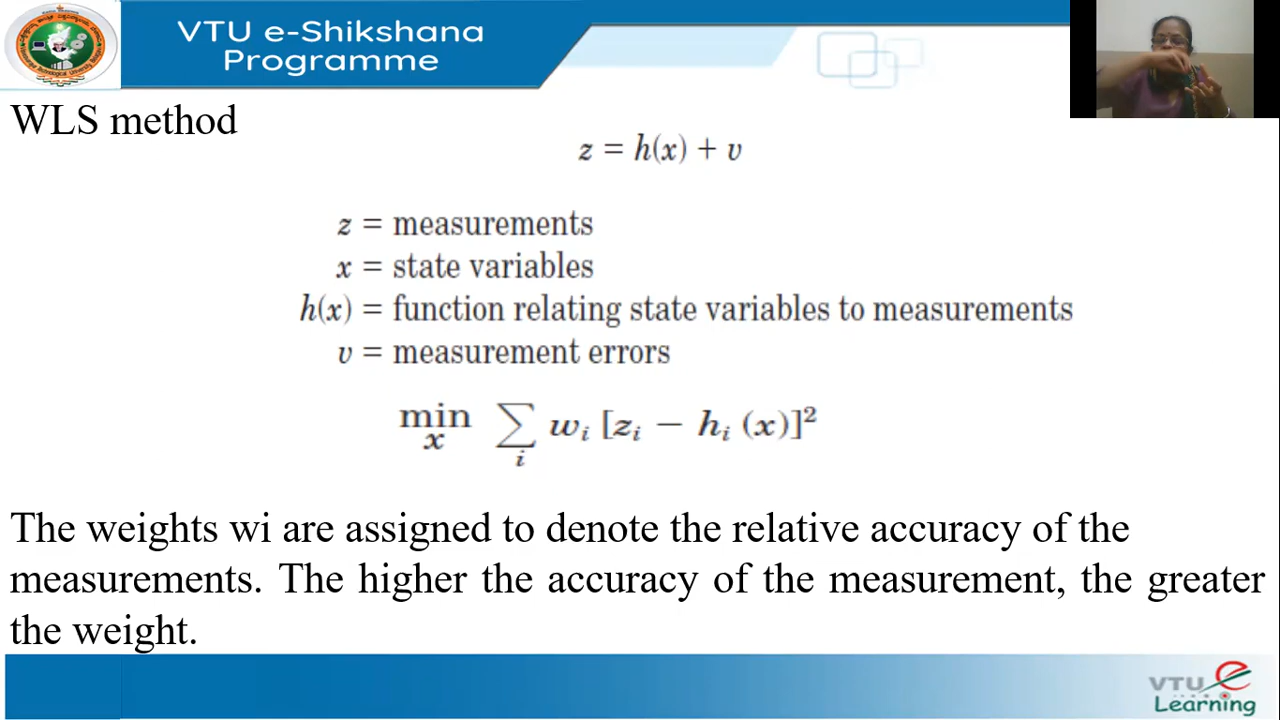 VTU e-Shikshana
Programme
WLS method
z = h(x) + v
z = measurements
x = state variables
h(x) = function relating state variables to measurements
v = measurement errors
min x ∑ i wi [zi − hi (x)]²
The weights wi are assigned to denote the relative accuracy of the
measurements. The higher the accuracy of the measurement, the greater
the weight.
VTU e
Learning